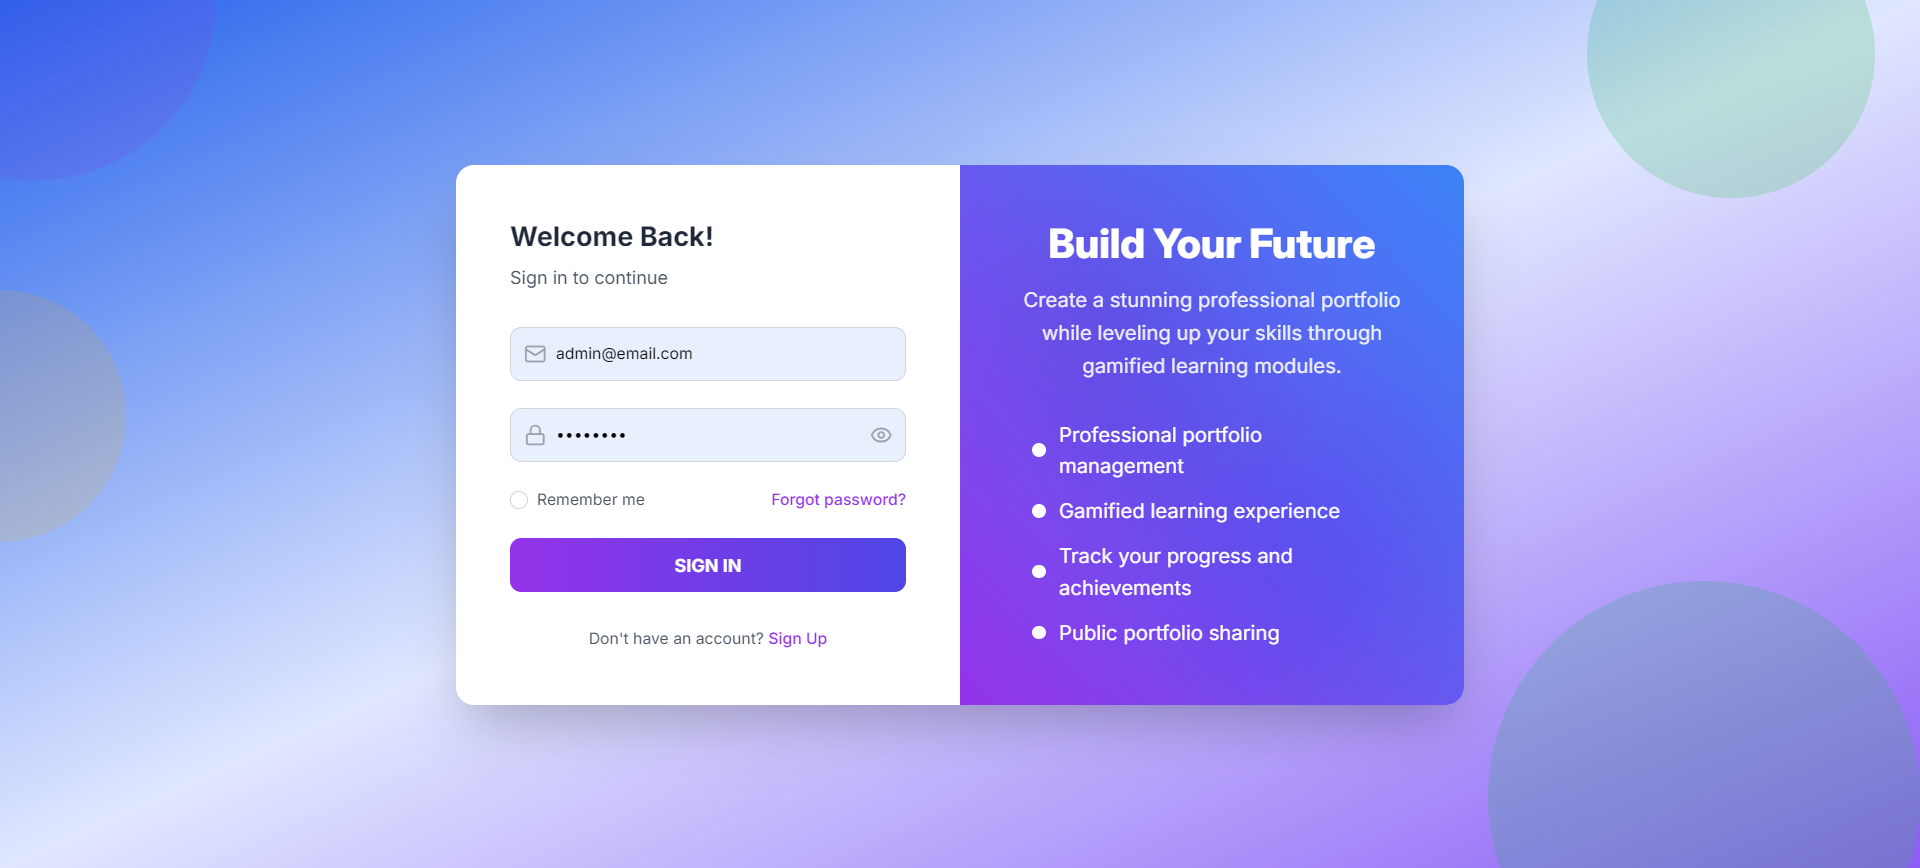 Welcome Back!
Sign in to continue
admin@email.com
••••••••
Remember me
Forgot password?
SIGN IN
Don't have an account? Sign Up
Build Your Future
Create a stunning professional portfolio
while leveling up your skills through
gamified learning modules.
Professional portfolio
management
Gamified learning experience
Track your progress and
achievements
Public portfolio sharing